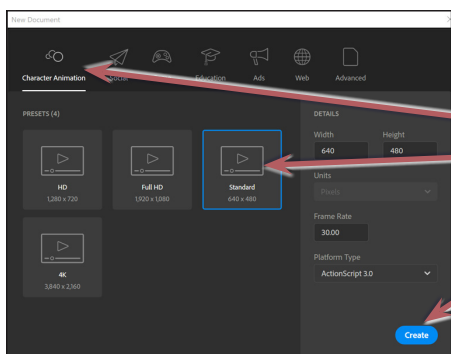 New Document
Character Animation
Social
Education
Ads
Web
Advanced
PRESETS (4)
HD
1,280 x 720
Full HD
1,920 x 1,080
Standard
640 x 480
4K
3,840 x 2,160
DETAILS
Width
Height
640
480
Units
Pixels
Frame Rate
30.00
Platform Type
ActionScript 3.0
Create